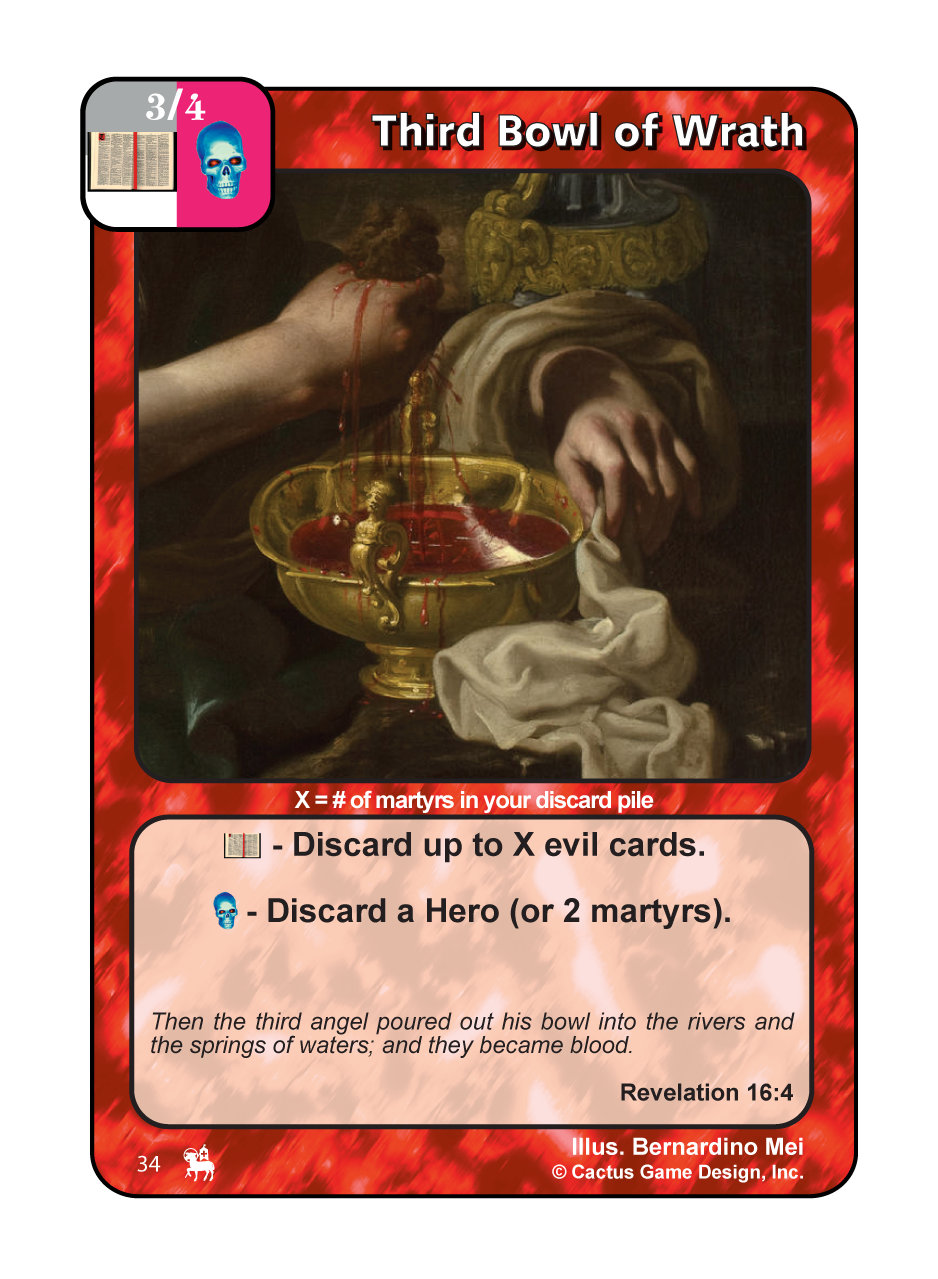 3/4
Third Bowl of Wrath
X = # of martyrs in your discard pile
- Discard up to X evil cards.
- Discard a Hero (or 2 martyrs).
Then the third angel poured out his bowl into the rivers and
the springs of waters; and they became blood.
Revelation 16:4
34
Illus. Bernardino Mei
© Cactus Game Design, Inc.